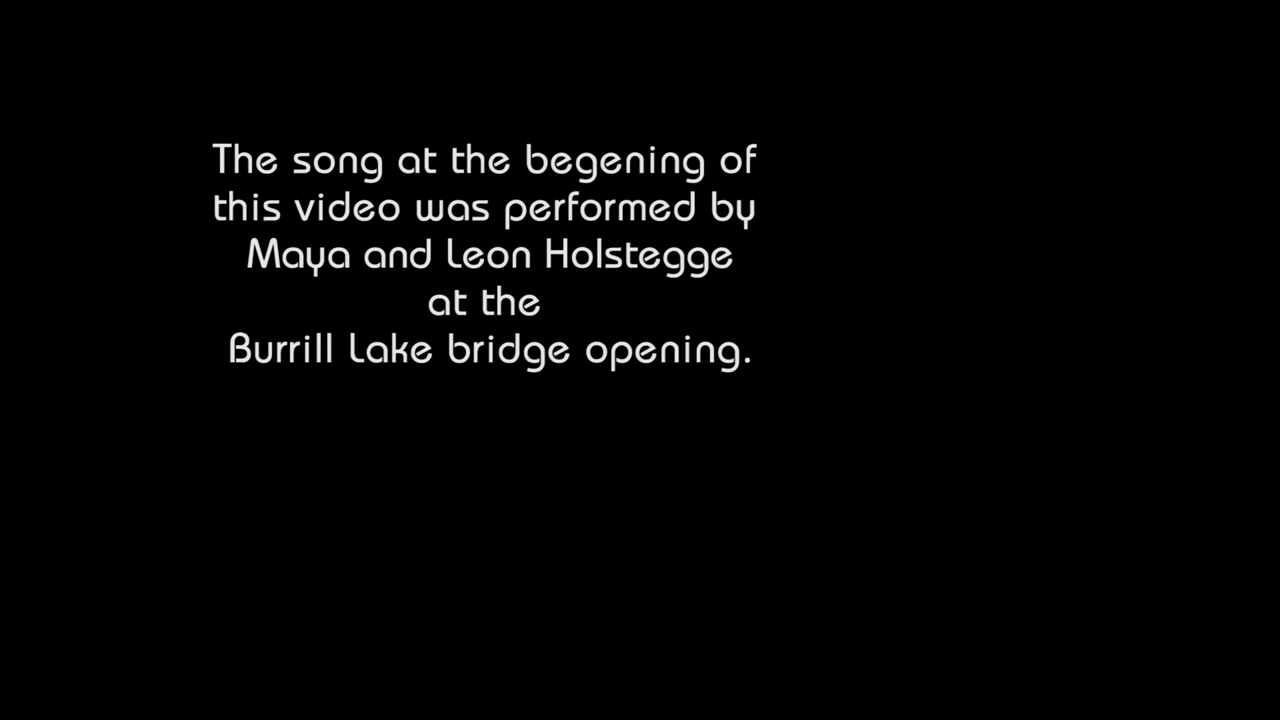 The song at the begening of
this video was performed by
Maya and Leon Holstegge
at the
Burrill Lake bridge opening.